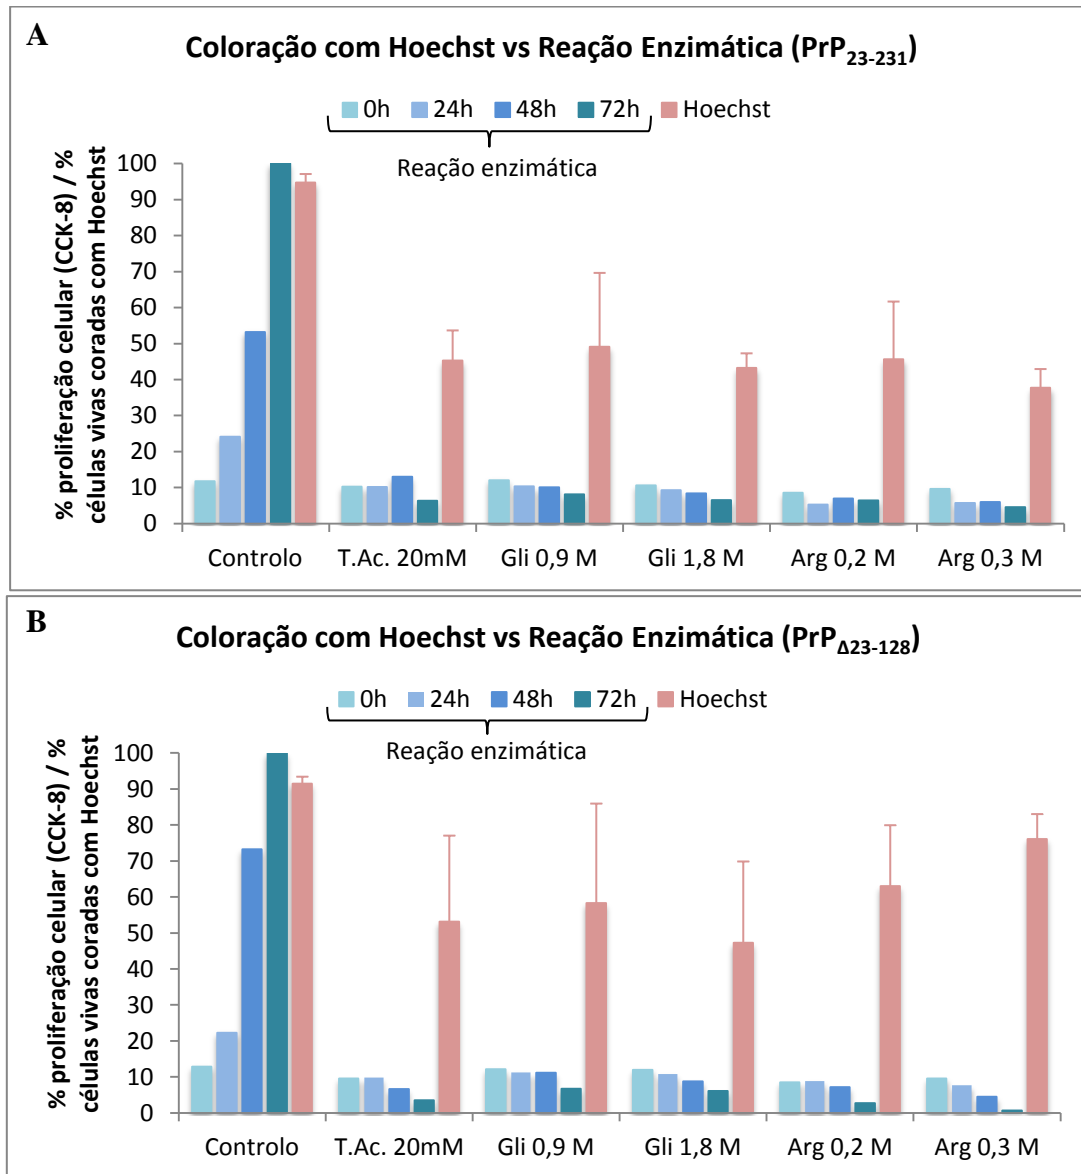 A
Coloração com Hoechst vs Reação Enzimática (PrP23-231)
0h 24h 48h 72h Hoechst
Reação enzimática
% proliferação celular (CCK-8) / %
células vivas coradas com Hoechst
100
90
80
70
60
50
40
30
20
10
0
Controlo T.Ac. 20mM Gli 0,9 M Gli 1,8 M Arg 0,2 M Arg 0,3 M
B
Coloração com Hoechst vs Reação Enzimática (PrPΔ23-128)
0h 24h 48h 72h Hoechst
Reação enzimática
% proliferação celular (CCK-8) / %
células vivas coradas com Hoechst
100
90
80
70
60
50
40
30
20
10
0
Controlo T.Ac. 20mM Gli 0,9 M Gli 1,8 M Arg 0,2 M Arg 0,3 M